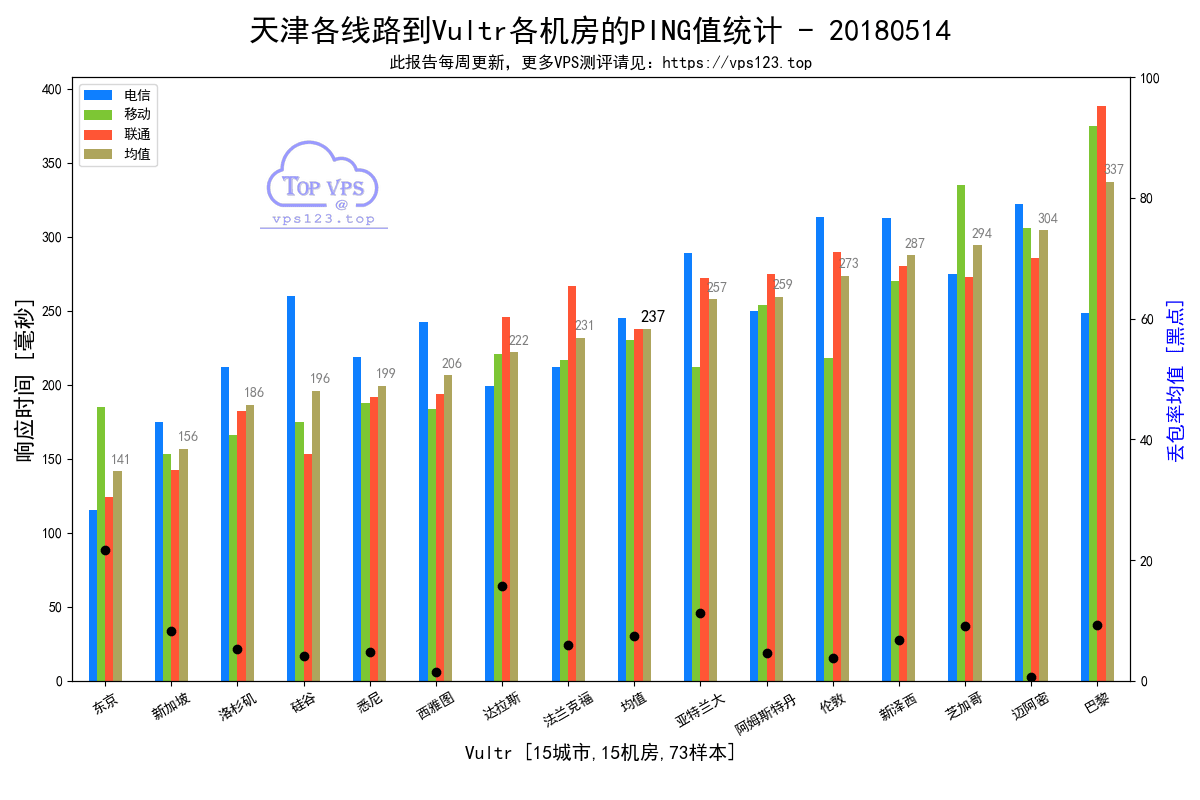 天津各线路到Vultr各机房的PING值统计 - 20180514
此报告每周更新，更多VPS测评请见：https://vps123.top
电信
移动
联通
均值
TOP VPS
@
vps123.top
响应时间 [毫秒]
400
350
300
250
200
150
100
50
0
141
156
186
196
199
206
222
231
237
257
259
273
287
294
304
337
100
80
60
40
20
0
丢包率均值 [黑点]
东京
新加坡
洛杉矶
硅谷
悉尼
西雅图
达拉斯
法兰克福
均值
亚特兰大
阿姆斯特丹
伦敦
新泽西
芝加哥
迈阿密
巴黎
Vultr [15城市,15机房,73样本]